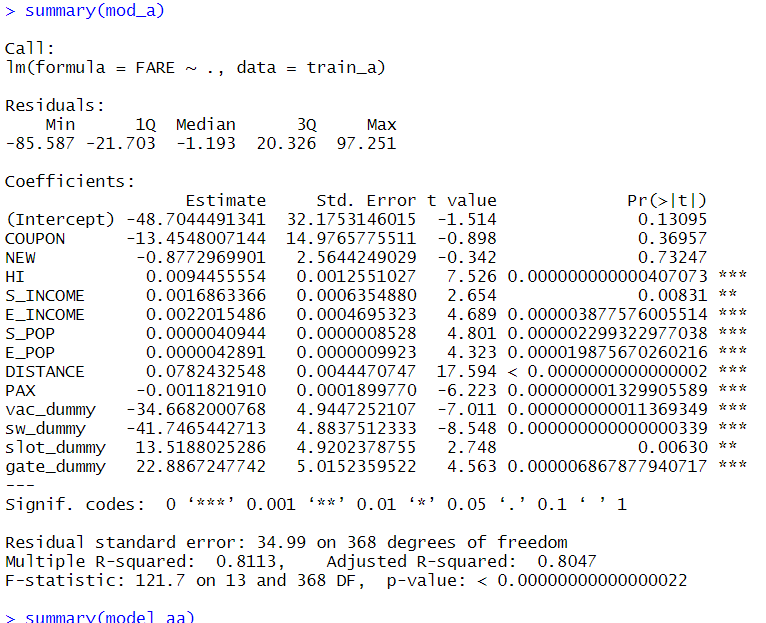 > summary(mod_a)
Call:
lm(formula = FARE ~ ., data = train_a)
Residuals:
    Min      1Q  Median      3Q     Max
-85.587 -21.703  -1.193  20.326  97.251
Coefficients:
                 Estimate    Std. Error t value             Pr(>|t|)
(Intercept) -48.7044491341 32.1753146015  -1.514              0.13095
COUPON      -13.4548007144 14.9765775511  -0.898              0.36957
NEW          -0.8772969901  2.5644249029  -0.342              0.73247
HI            0.0094455554  0.0012551027   7.526 0.000000000000407073 ***
S_INCOME      0.0016863366  0.0006354880   2.654              0.00831 **
E_INCOME      0.0022015486  0.0004695323   4.689 0.000003877576005514 ***
S_POP         0.0000040944  0.0000008528   4.801 0.000002299322977038 ***
E_POP         0.0000042891  0.0000009923   4.323 0.000019875670260216 ***
DISTANCE      0.0782432548  0.0044470747  17.594 < 0.0000000000000002 ***
PAX          -0.0011821910  0.0001899770  -6.223 0.000000001329905589 ***
vac_dummy   -34.6682000768  4.9447252107  -7.011 0.000000000011369349 ***
sw_dummy    -41.7465442713  4.8837512333  -8.548 0.000000000000000339 ***
slot_dummy   13.5188025286  4.9202378755   2.748              0.00630 **
gate_dummy   22.8867247742  5.0152359522   4.563 0.000006867877940717 ***
---
Signif. codes:  0 ‘***’ 0.001 ‘**’ 0.01 ‘*’ 0.05 ‘.’ 0.1 ‘ ’ 1
Residual standard error: 34.99 on 368 degrees of freedom
Multiple R-squared:  0.8113,    Adjusted R-squared:  0.8047
F-statistic: 121.7 on 13 and 368 DF,  p-value: < 0.00000000000000022
> summary(model_aa)